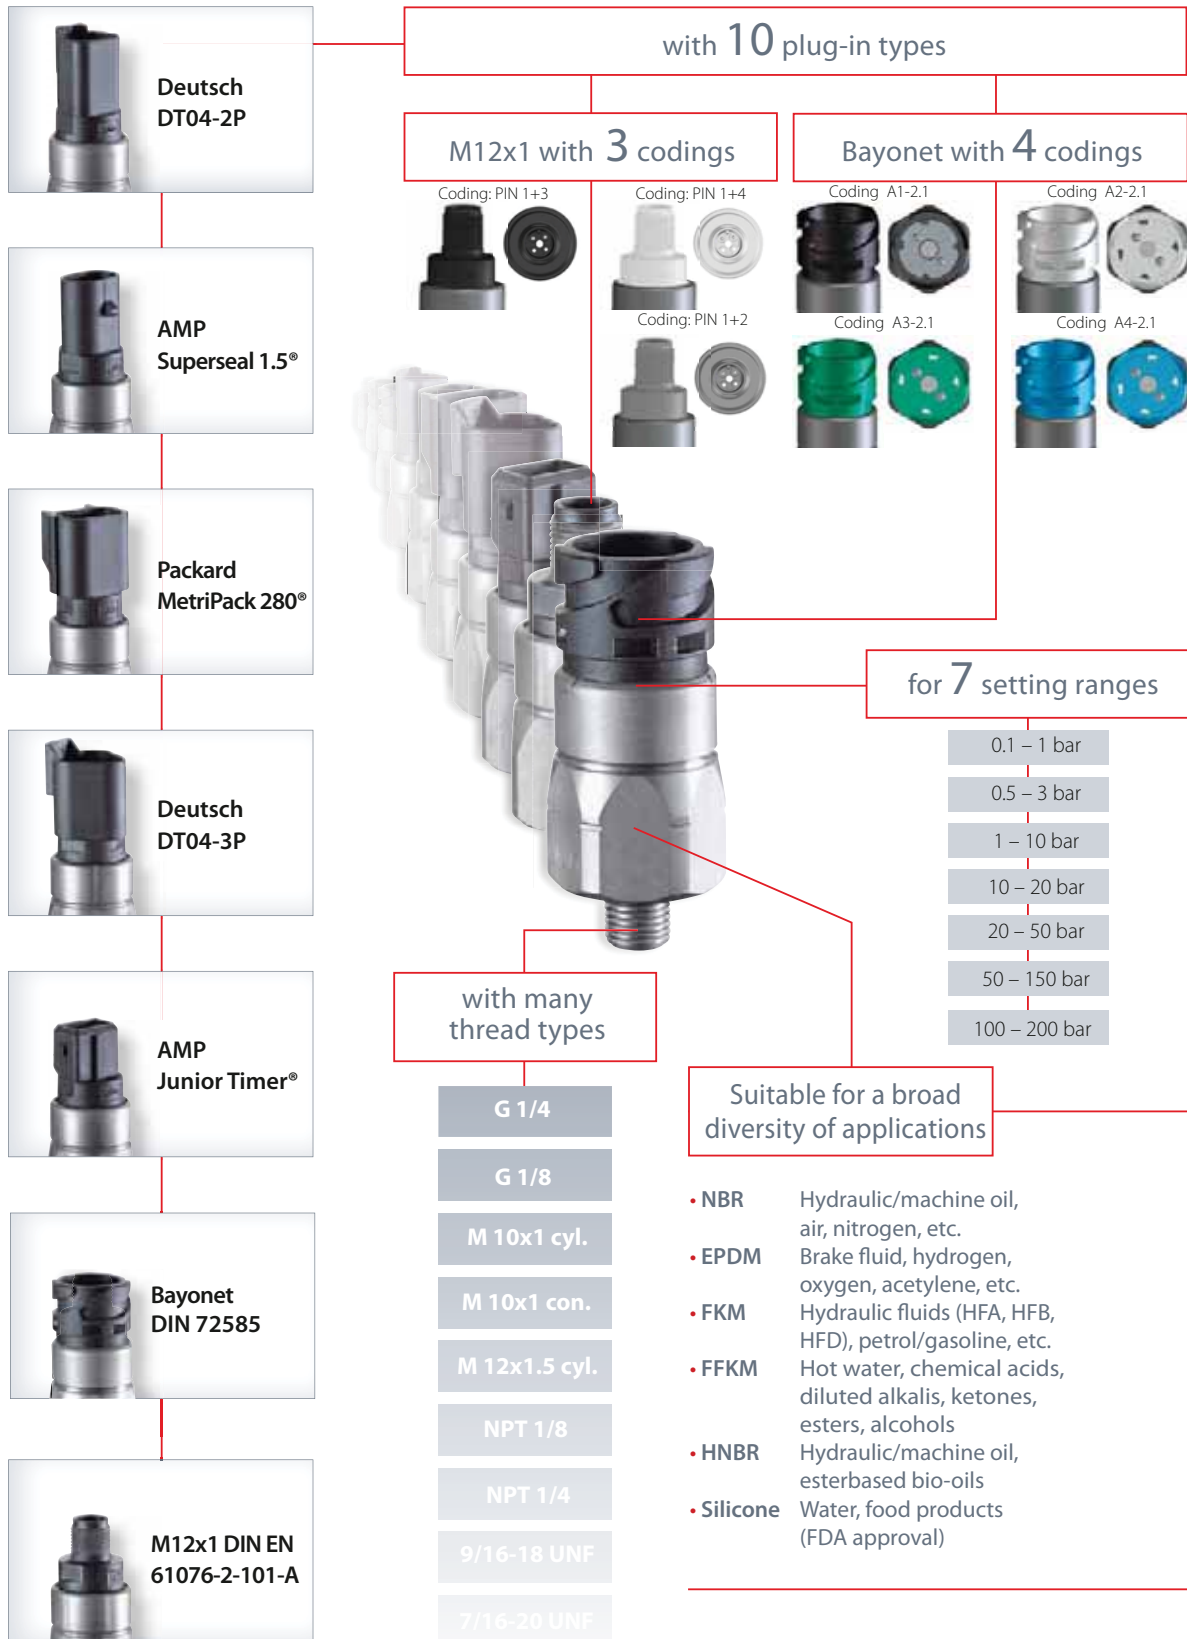 Deutsch
DT04-2P
AMP
Superseal 1.5®
Packard
MetriPack 280®
Deutsch
DT04-3P
AMP
Junior Timer®
Bayonet
DIN 72585
M12x1 DIN EN
61076-2-101-A
with 10 plug-in types
M12x1 with 3 codings
Coding: PIN 1+3
Coding: PIN 1+4
Coding: PIN 1+2
Bayonet with 4 codings
Coding A1-2.1
Coding A2-2.1
Coding A3-2.1
Coding A4-2.1
for 7 setting ranges
0.1 – 1 bar
0.5 – 3 bar
1 – 10 bar
10 – 20 bar
20 – 50 bar
50 – 150 bar
100 – 200 bar
with many
thread types
G 1/4
G 1/8
M 10x1 cyl.
M 10x1 con.
M 12x1.5 cyl.
NPT 1/8
NPT 1/4
9/16-18 UNF
7/16-20 UNF
Suitable for a broad
diversity of applications
• NBR Hydraulic/machine oil,
air, nitrogen, etc.
• EPDM Brake fluid, hydrogen,
oxygen, acetylene, etc.
• FKM Hydraulic fluids (HFA, HFB,
HFD), petrol/gasoline, etc.
• FFKM Hot water, chemical acids,
diluted alkalis, ketones,
esters, alcohols
• HNBR Hydraulic/machine oil,
esterbased bio-oils
• Silicone Water, food products
(FDA approval)